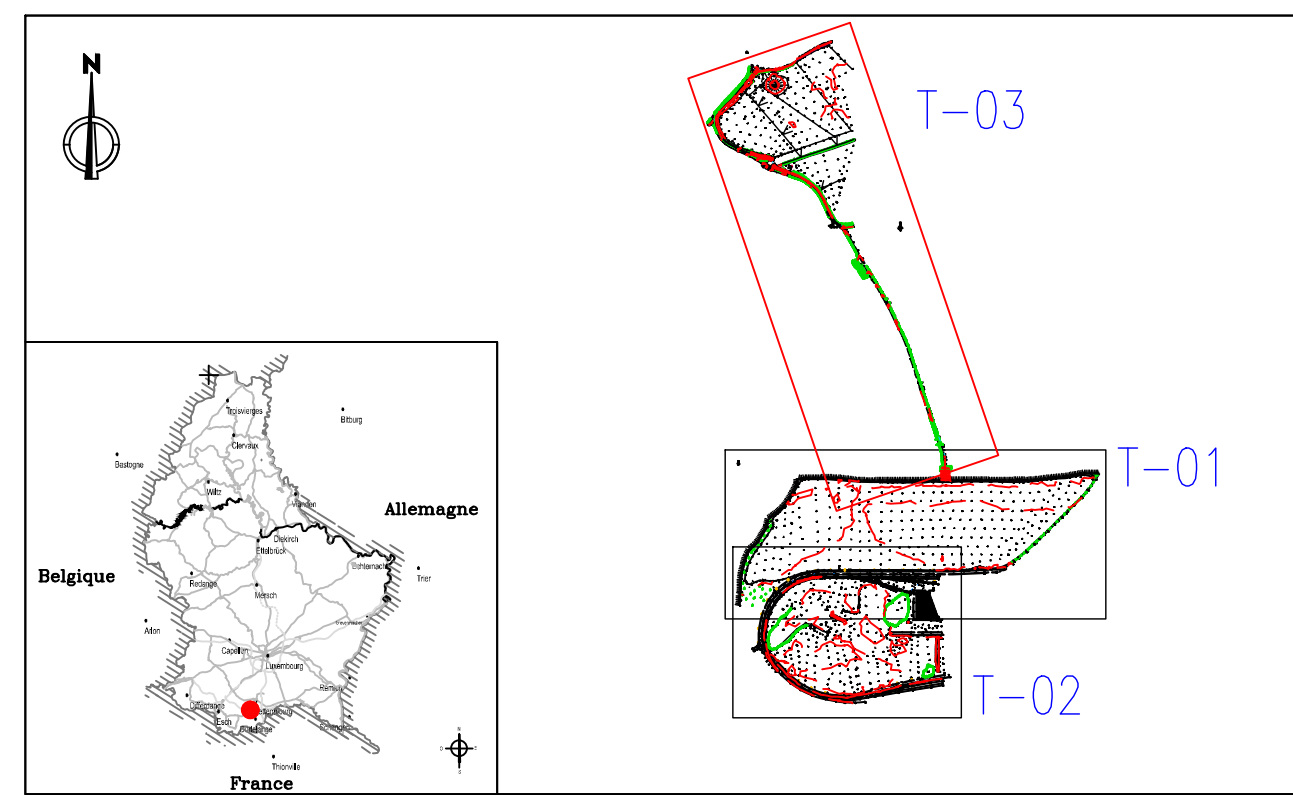 N
T-03
T-01
T-02
Troisvierges
Bitburg
Clervaux
Bastogne
Wiltz
Vianden
Allemagne
Diekirch
Ettelbrück
Echternach
Belgique
Trier
Redange
Mersch
Arlon
Capellen
Luxembourg
Remich
Differdange
Esch
Dudelange
Thionville
France
N
S